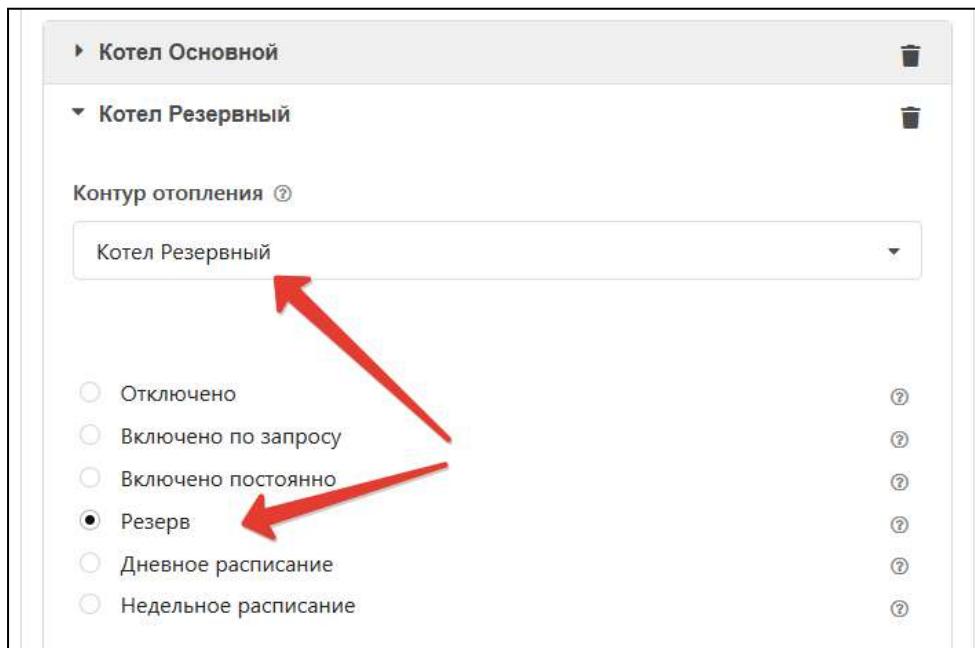 Котел Основной
Котел Резервный
Контур отопления ?
Котел Резервный
Отключено ?
Включено по запросу ?
Включено постоянно ?
Резерв ?
Дневное расписание ?
Недельное расписание ?